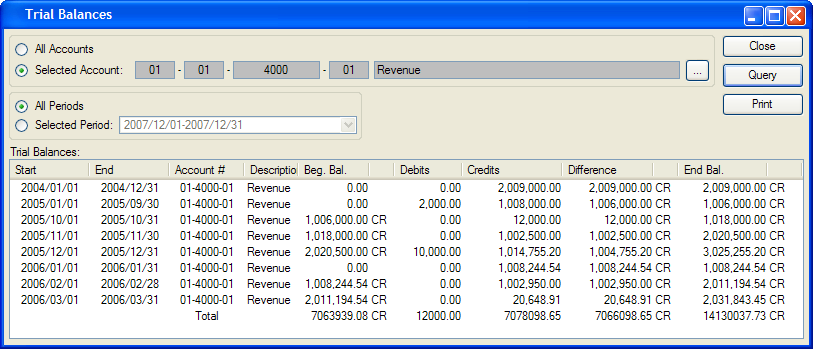 Trial Balances
All Accounts
Close
Selected Account: 01 - 01 - 4000 - 01 Revenue ...
Query
All Periods
Print
Selected Period: 2007/12/01-2007/12/31
Trial Balances:
Start End Account # Descriptio Beg. Bal. Debits Credits Difference End Bal.
2004/01/01 2004/12/31 01-4000-01 Revenue 0.00 0.00 2,009,000.00 2,009,000.00 CR 2,009,000.00 CR
2005/01/01 2005/09/30 01-4000-01 Revenue 0.00 2,000.00 1,008,000.00 1,006,000.00 CR 1,006,000.00 CR
2005/10/01 2005/10/31 01-4000-01 Revenue 1,006,000.00 CR 0.00 12,000.00 12,000.00 CR 1,018,000.00 CR
2005/11/01 2005/11/30 01-4000-01 Revenue 1,018,000.00 CR 0.00 1,002,500.00 1,002,500.00 CR 2,020,500.00 CR
2005/12/01 2005/12/31 01-4000-01 Revenue 2,020,500.00 CR 10,000.00 1,014,755.20 1,004,755.20 CR 3,025,255.20 CR
2006/01/01 2006/01/31 01-4000-01 Revenue 0.00 0.00 1,008,244.54 1,008,244.54 CR 1,008,244.54 CR
2006/02/01 2006/02/28 01-4000-01 Revenue 1,008,244.54 CR 0.00 1,002,950.00 1,002,950.00 CR 2,011,194.54 CR
2006/03/01 2006/03/31 01-4000-01 Revenue 2,011,194.54 CR 0.00 20,648.91 20,648.91 CR 2,031,843.45 CR
Total 7063939.08 CR 12000.00 7078098.65 7066098.65 CR 14130037.73 CR